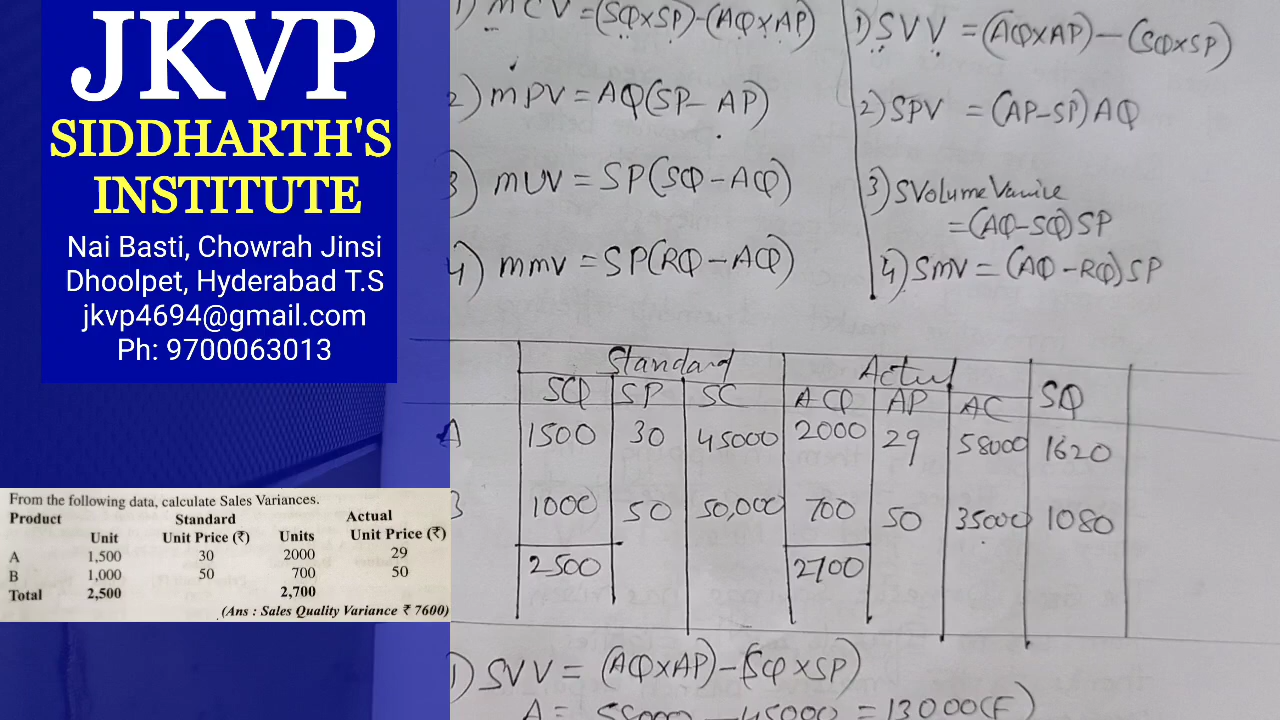 JKVP
SIDDHARTH'S
INSTITUTE
Nai Basti, Chowrah Jinsi
Dhoolpet, Hyderabad T.S
jkvp4694@gmail.com
Ph: 9700063013
From the following data, calculate Sales Variances.
Product Standard Actual
Unit Unit Price (₹) Units Unit Price (₹)
A 1,500 30 2000 29
B 1,000 50 700 50
Total 2,500 2,700
(Ans : Sales Quality Variance ₹ 7600)
1) MCV = (SQ×SP)-(AQ×AP)
2) MPV = AQ(SP- AP)
3) MUV = SP(SQ-AQ)
4) MMV = SP(RQ-AQ)
1) SVV = (AQ×AP)-(SQ×SP)
2) SPV = (AP-SP)AQ
3) SVolume
=(AQ-SQ)SP
4) SMV = (AQ-RQ)SP
Standard Actul
SQ SP SC AQ AP AC SQ
A 1500 30 45000 2000 29 58000 1620
B 1000 50 50,000 700 50 35000 1080
2500 2700
1) SVV = (AQ×AP)-(SQ×SP)
A = 45000 = 13000(F)